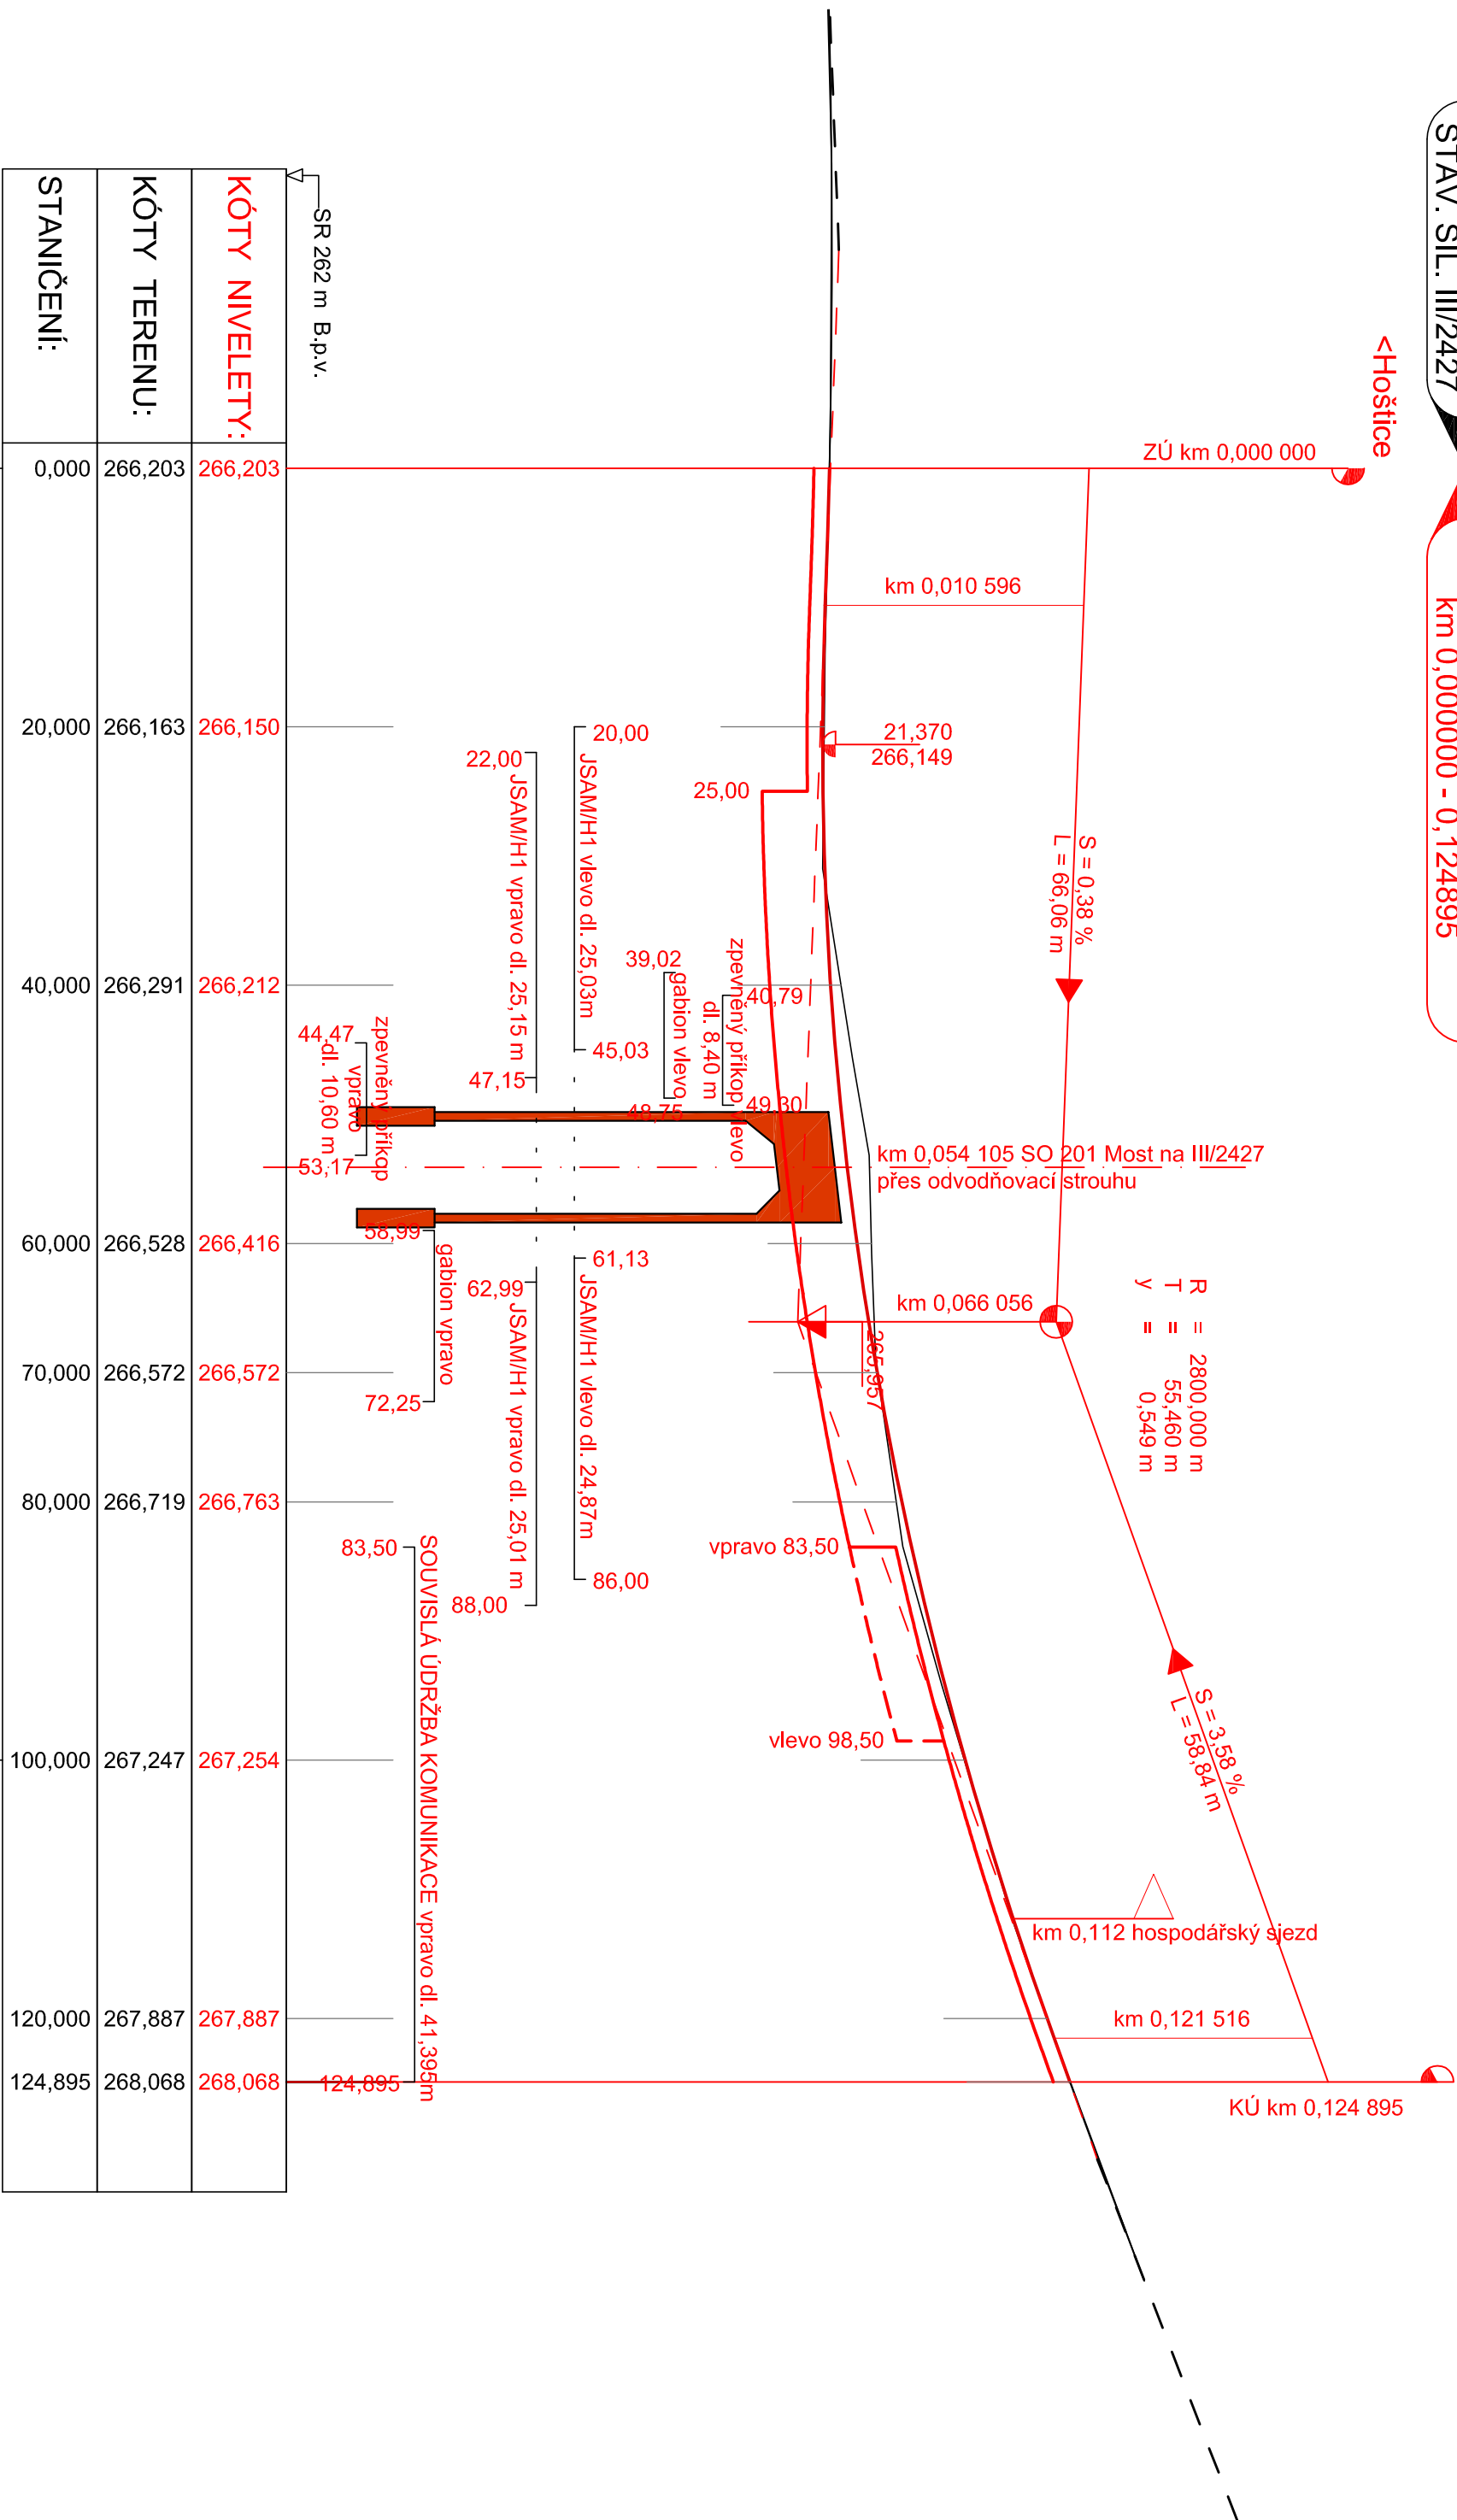 STAV. SIL. III/2427
km 0,000000 - 0,124895
<Hoštice
ZÚ km 0,000 000
km 0,010 596
S = 0,38 %
L = 66,06 m
21,370
266,149
20,00
JSAM/H1 vlevo dl. 25,03m
45,03
22,00
JSAM/H1 vpravo dl. 25,15 m
47,15
25,00
39,02
gabion vlevo
48,75
zpevněný příkop vlevo
dl. 8,40 m
40,79
49,30
44,47
zpevněný příkop
vpravo
dl. 10,60 m
53,17
km 0,054 105 SO 201 Most na III/2427
přes odvodňovací strouhu
58,99
gabion vpravo
72,25
61,13
JSAM/H1 vlevo dl. 24,87m
86,00
62,99
JSAM/H1 vpravo dl. 25,01 m
88,00
km 0,066 056
265,957
R = 2800,000 m
T = 55,460 m
y = 0,549 m
vpravo 83,50
vlevo 98,50
S = 3,58 %
L = 58,84 m
83,50
SOUVISLÁ ÚDRŽBA KOMUNIKACE vpravo dl. 41,395m
124,895
km 0,112 hospodářský sjezd
km 0,121 516
KÚ km 0,124 895
SR 262 m B.p.v.
KÓTY NIVELETY:
266,203
266,150
266,212
266,416
266,572
266,763
267,254
267,887
268,068
KÓTY TERENU:
266,203
266,163
266,291
266,528
266,572
266,719
267,247
267,887
268,068
STANIČENÍ:
0,000
20,000
40,000
60,000
70,000
80,000
100,000
120,000
124,895